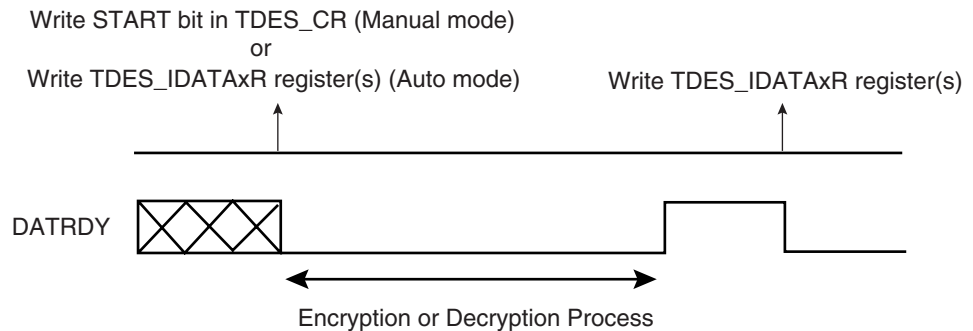 Write START bit in TDES_CR (Manual mode)
or
Write TDES_IDATAxR register(s) (Auto mode)
Write TDES_IDATAxR register(s)
DATRDY
Encryption or Decryption Process